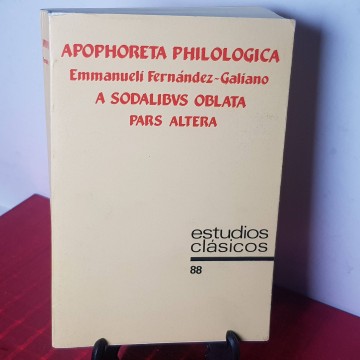 APOPHORETA PHILOLOGICA
Emmanueli Fernández-Galiano
A SODALIBVS OBLATA
PARS ALTERA
estudios
clásicos
88